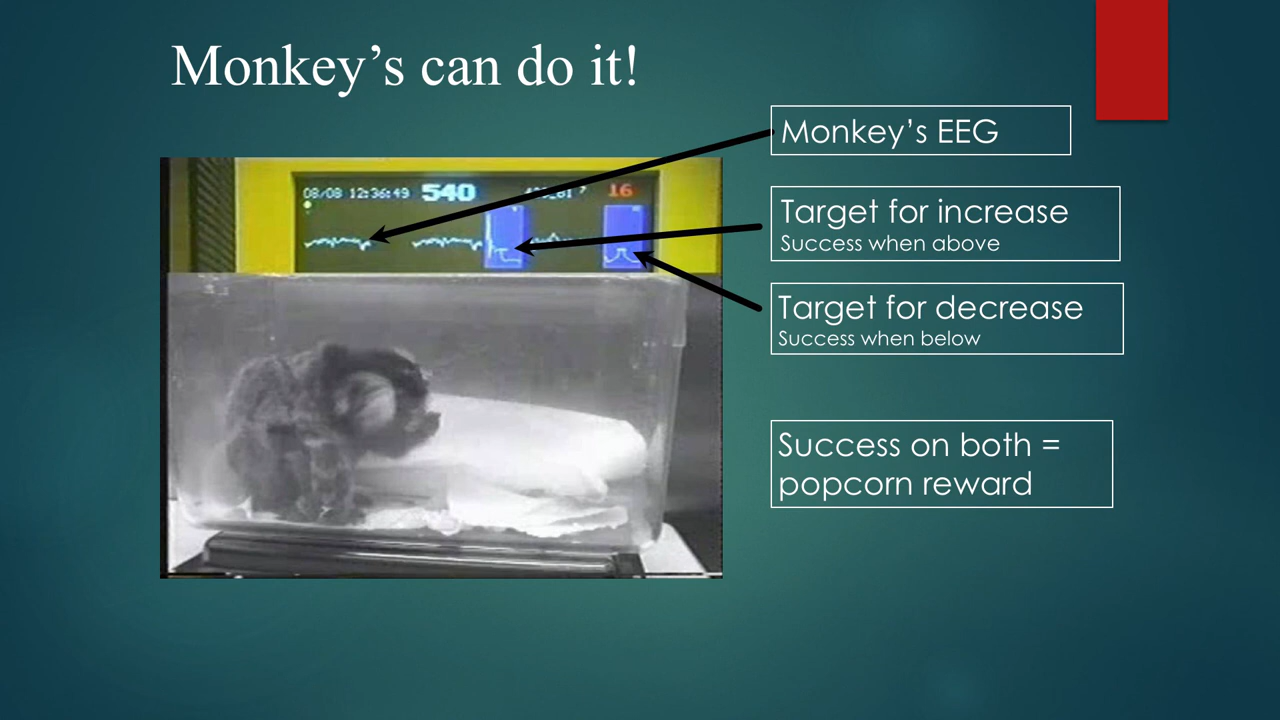 Monkey’s can do it!
Monkey’s EEG
08/08 12:36:49 540 16
Target for increase
Success when above
Target for decrease
Success when below
Success on both =
popcorn reward